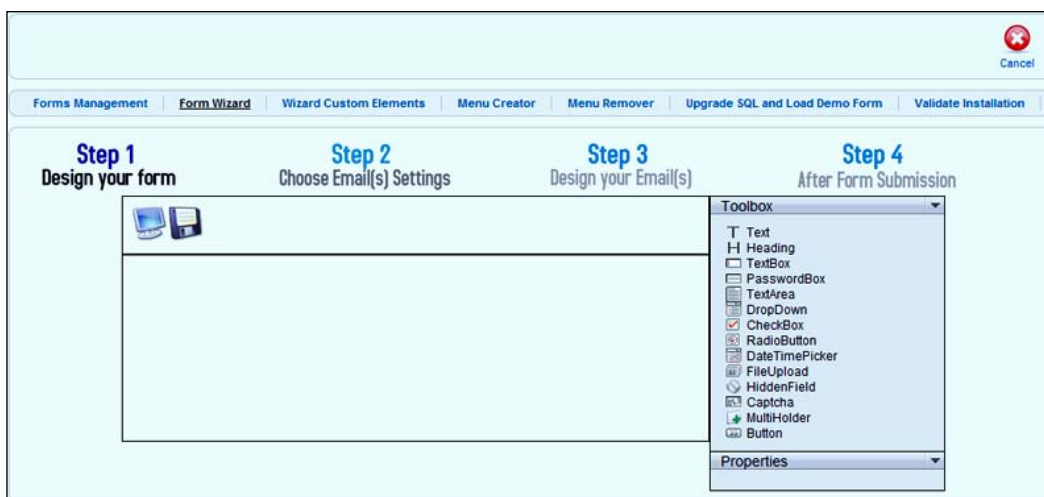 Cancel
Forms Management Form Wizard Wizard Custom Elements Menu Creator Menu Remover Upgrade SQL and Load Demo Form Validate Installation
Step 1 Step 2 Step 3 Step 4
Design your form Choose Email(s) Settings Design your Email(s) After Form Submission
Toolbox
T Text
H Heading
TextBox
PasswordBox
TextArea
DropDown
CheckBox
RadioButton
DateTimePicker
FileUpload
HiddenField
Captcha
MultiHolder
Button
Properties